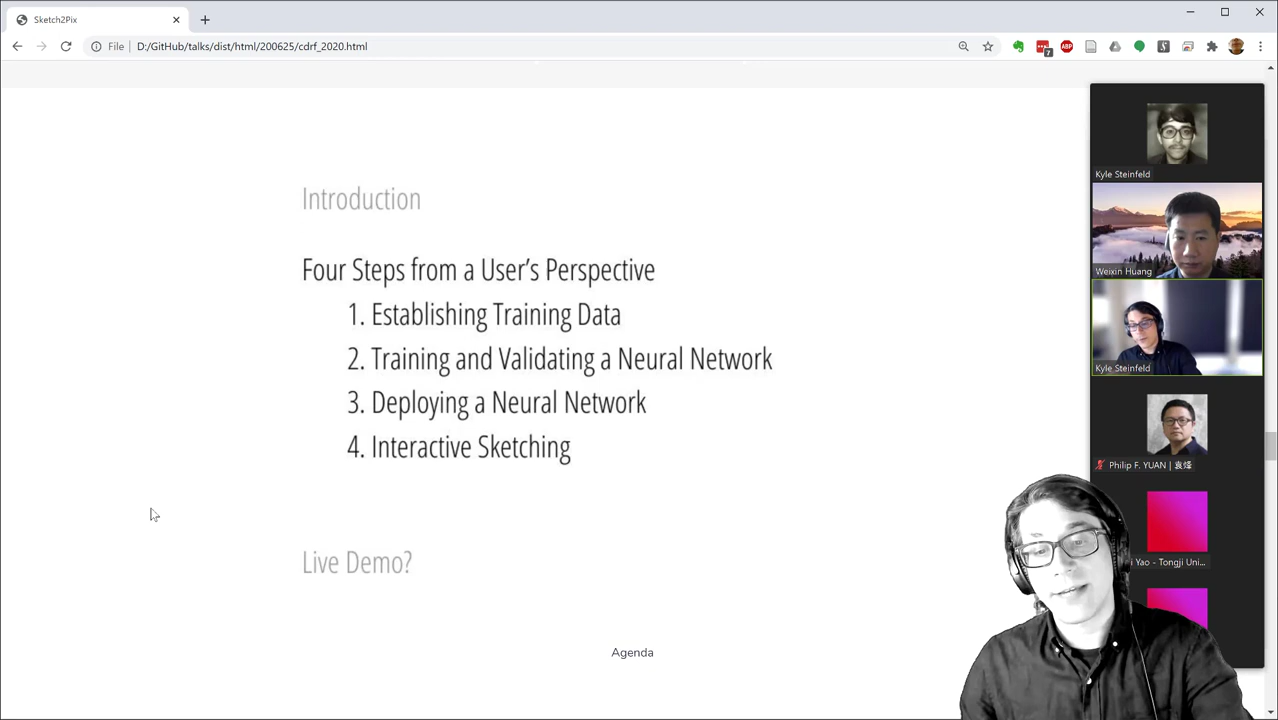 Sketch2Pix
File
D:/GitHub/talks/dist/html/200625/cdrf_2020.html
7
ABP
S
Introduction
Four Steps from a User's Perspective
1. Establishing Training Data
2. Training and Validating a Neural Network
3. Deploying a Neural Network
4. Interactive Sketching
Live Demo?
Agenda
Kyle Steinfeld
Weixin Huang
Kyle Steinfeld
Philip F. YUAN | 袁烽
i Yao - Tongji Uni...